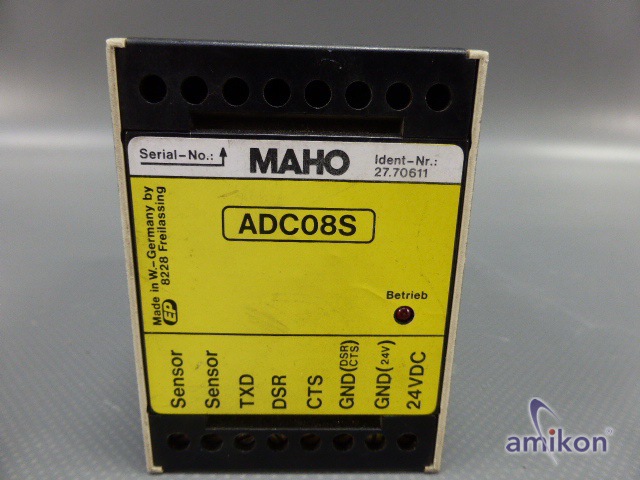 Serial-No.:
MAHO
Ident-Nr.:
27.70611
ADC08S
Made in W.-Germany by
8228 Freilassing
EP
Betrieb
Sensor
Sensor
TXD
DSR
CTS
GND(DSR CTS)
GND(24V)
24VDC
amikon